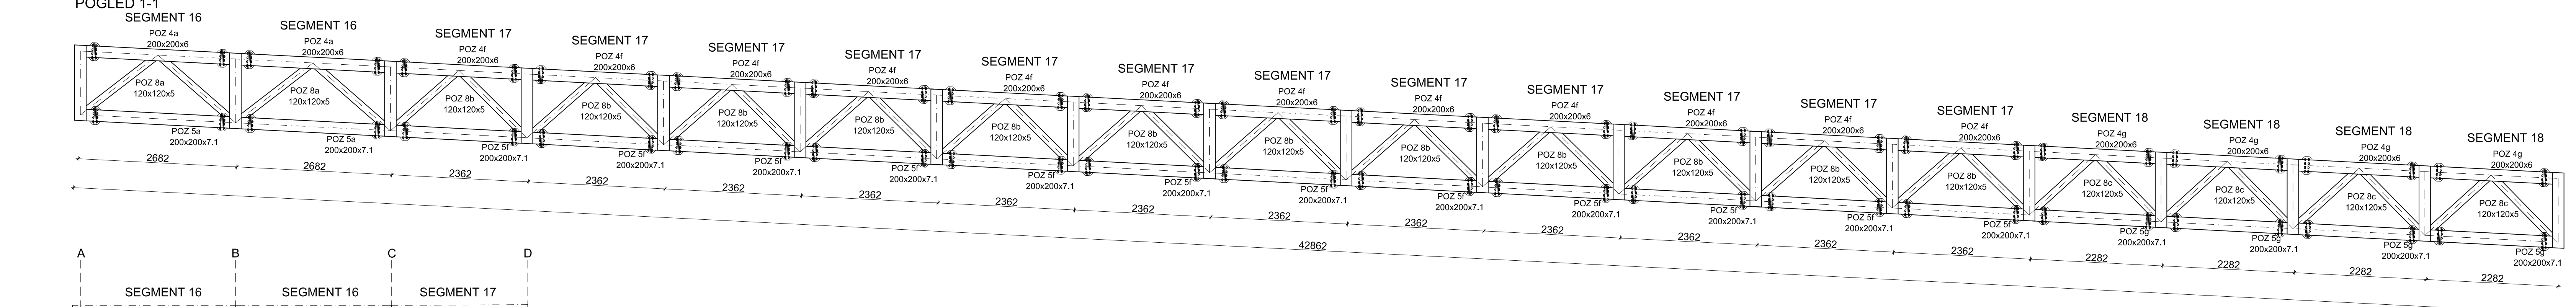 POGLED 1-1
SEGMENT 16
POZ 4a
200x200x6
POZ 8a
120x120x5
POZ 5a
200x200x7.1
2682
SEGMENT 16
POZ 4a
200x200x6
POZ 8a
120x120x5
POZ 5a
200x200x7.1
2682
SEGMENT 17
POZ 4f
200x200x6
POZ 8b
120x120x5
POZ 5f
200x200x7.1
2362
SEGMENT 17
POZ 4f
200x200x6
POZ 8b
120x120x5
POZ 5f
200x200x7.1
2362
SEGMENT 17
POZ 4f
200x200x6
POZ 8b
120x120x5
POZ 5f
200x200x7.1
2362
SEGMENT 17
POZ 4f
200x200x6
POZ 8b
120x120x5
POZ 5f
200x200x7.1
2362
SEGMENT 17
POZ 4f
200x200x6
POZ 8b
120x120x5
POZ 5f
200x200x7.1
2362
SEGMENT 17
POZ 4f
200x200x6
POZ 8b
120x120x5
POZ 5f
200x200x7.1
2362
SEGMENT 17
POZ 4f
200x200x6
POZ 8b
120x120x5
POZ 5f
200x200x7.1
2362
SEGMENT 17
POZ 4f
200x200x6
POZ 8b
120x120x5
POZ 5f
200x200x7.1
2362
SEGMENT 17
POZ 4f
200x200x6
POZ 8b
120x120x5
POZ 5f
200x200x7.1
2362
SEGMENT 17
POZ 4f
200x200x6
POZ 8b
120x120x5
POZ 5f
200x200x7.1
2362
SEGMENT 17
POZ 4f
200x200x6
POZ 8b
120x120x5
POZ 5f
200x200x7.1
2362
SEGMENT 17
POZ 4f
200x200x6
POZ 8b
120x120x5
POZ 5f
200x200x7.1
2362
SEGMENT 18
POZ 4g
200x200x6
POZ 8c
120x120x5
POZ 5g
200x200x7.1
2282
SEGMENT 18
POZ 4g
200x200x6
POZ 8c
120x120x5
POZ 5g
200x200x7.1
2282
SEGMENT 18
POZ 4g
200x200x6
POZ 8c
120x120x5
POZ 5g
200x200x7.1
2282
SEGMENT 18
POZ 4g
200x200x6
POZ 8c
120x120x5
POZ 5g
200x200x7.1
2282
42862
A
B
C
D
SEGMENT 16
SEGMENT 16
SEGMENT 17